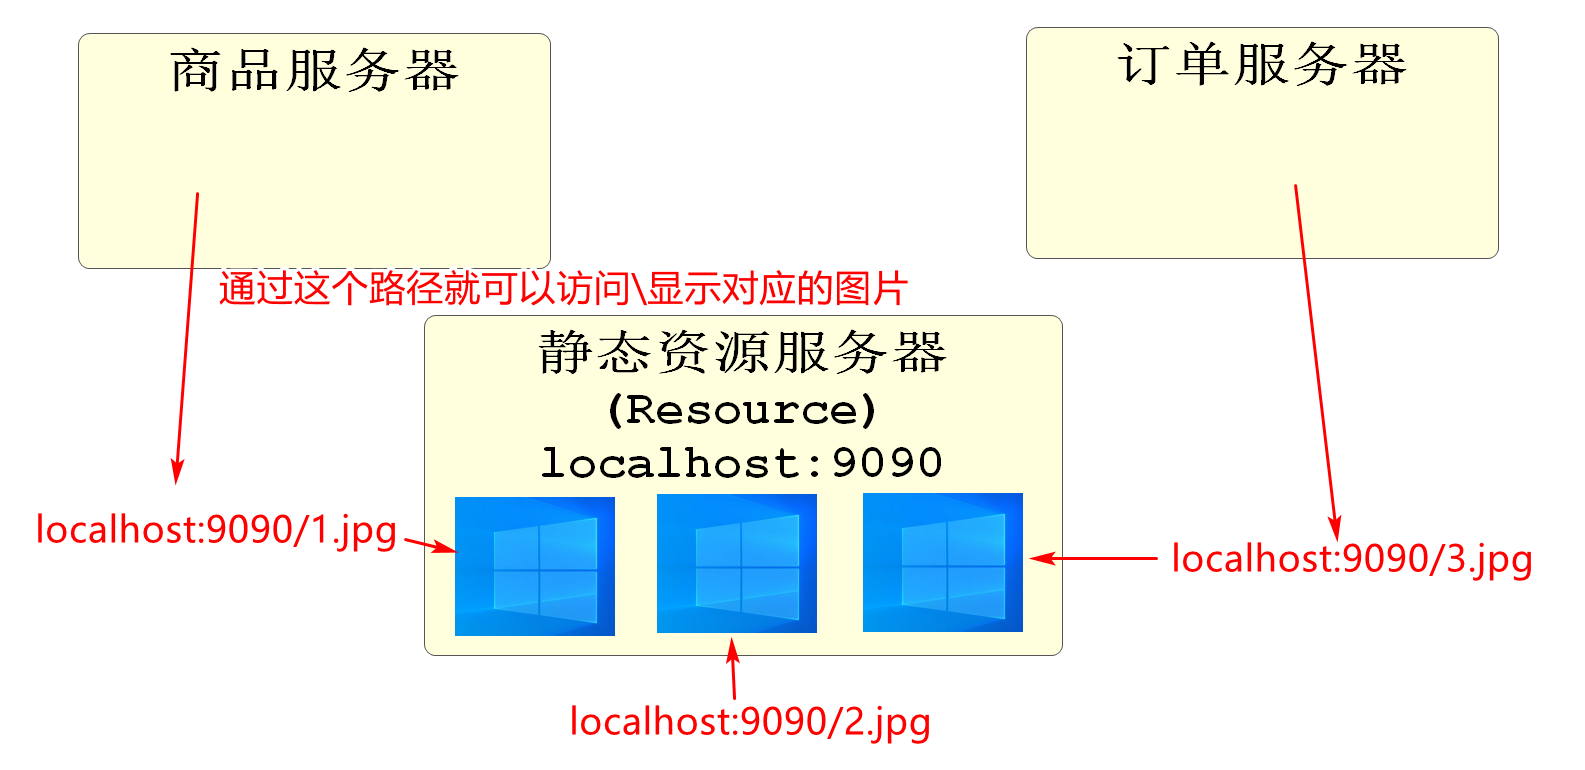 商品服务器
订单服务器
通过这个路径就可以访问\显示对应的图片
静态资源服务器
(Resource)
localhost:9090
localhost:9090/1.jpg
localhost:9090/3.jpg
localhost:9090/2.jpg